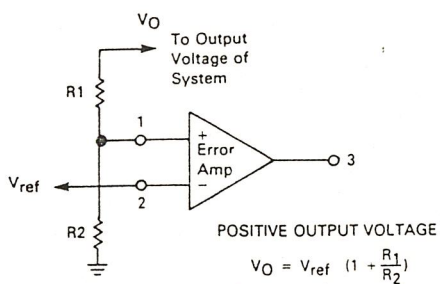 VO
To Output
Voltage of
System
R1
1
+
Error
Amp
3
Vref
2
−
R2
POSITIVE OUTPUT VOLTAGE
VO = Vref (1 + R1/R2)